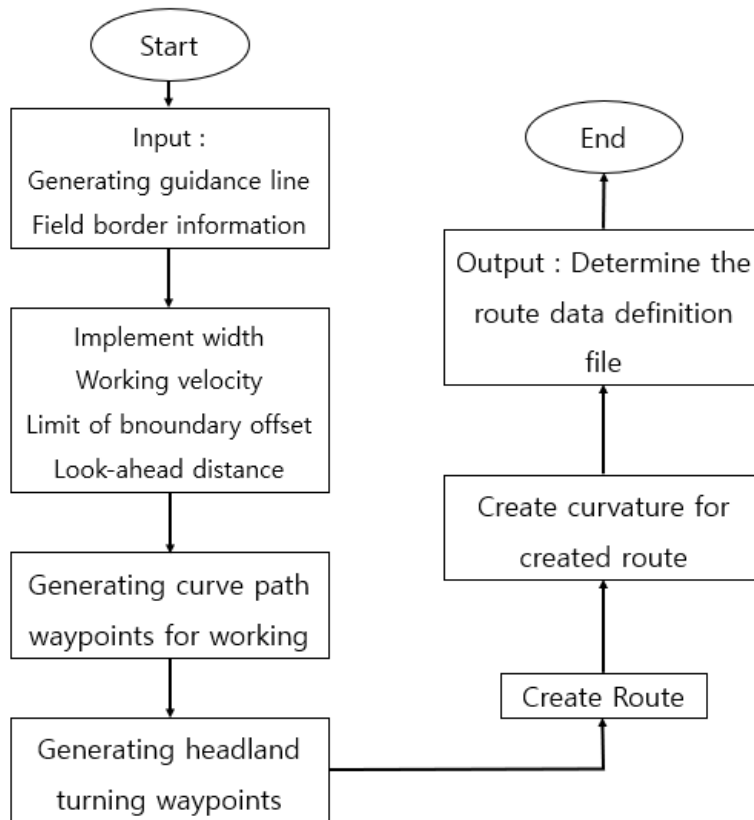 Start
Input :
Generating guidance line
Field border information
Implement width
Working velocity
Limit of bnoundary offset
Look-ahead distance
Generating curve path
waypoints for working
Generating headland
turning waypoints
Create Route
Create curvature for
created route
Output : Determine the
route data definition
file
End